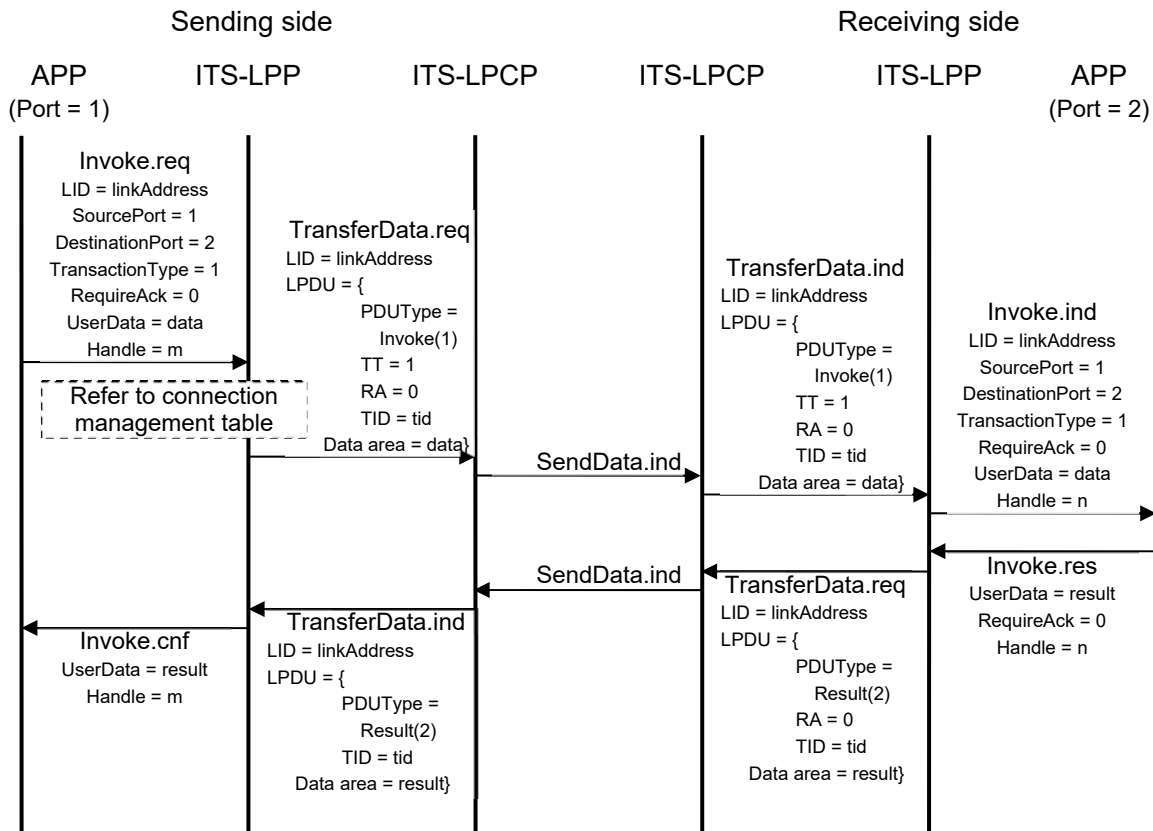 Sending side
Receiving side
APP
(Port = 1)
ITS-LPP
ITS-LPCP
ITS-LPCP
ITS-LPP
APP
(Port = 2)
Invoke.req
LID = linkAddress
SourcePort = 1
DestinationPort = 2
TransactionType = 1
RequireAck = 0
UserData = data
Handle = m
Refer to connection
management table
TransferData.req
LID = linkAddress
LPDU = {
PDUType =
Invoke(1)
TT = 1
RA = 0
TID = tid
Data area = data}
SendData.ind
TransferData.ind
LID = linkAddress
LPDU = {
PDUType =
Invoke(1)
TT = 1
RA = 0
TID = tid
Data area = data}
Invoke.ind
LID = linkAddress
SourcePort = 1
DestinationPort = 2
TransactionType = 1
RequireAck = 0
UserData = data
Handle = n
Invoke.res
UserData = result
RequireAck = 0
Handle = n
TransferData.req
LID = linkAddress
LPDU = {
PDUType =
Result(2)
RA = 0
TID = tid
Data area = result}
SendData.ind
TransferData.ind
LID = linkAddress
LPDU = {
PDUType =
Result(2)
TID = tid
Data area = result}
Invoke.cnf
UserData = result
Handle = m